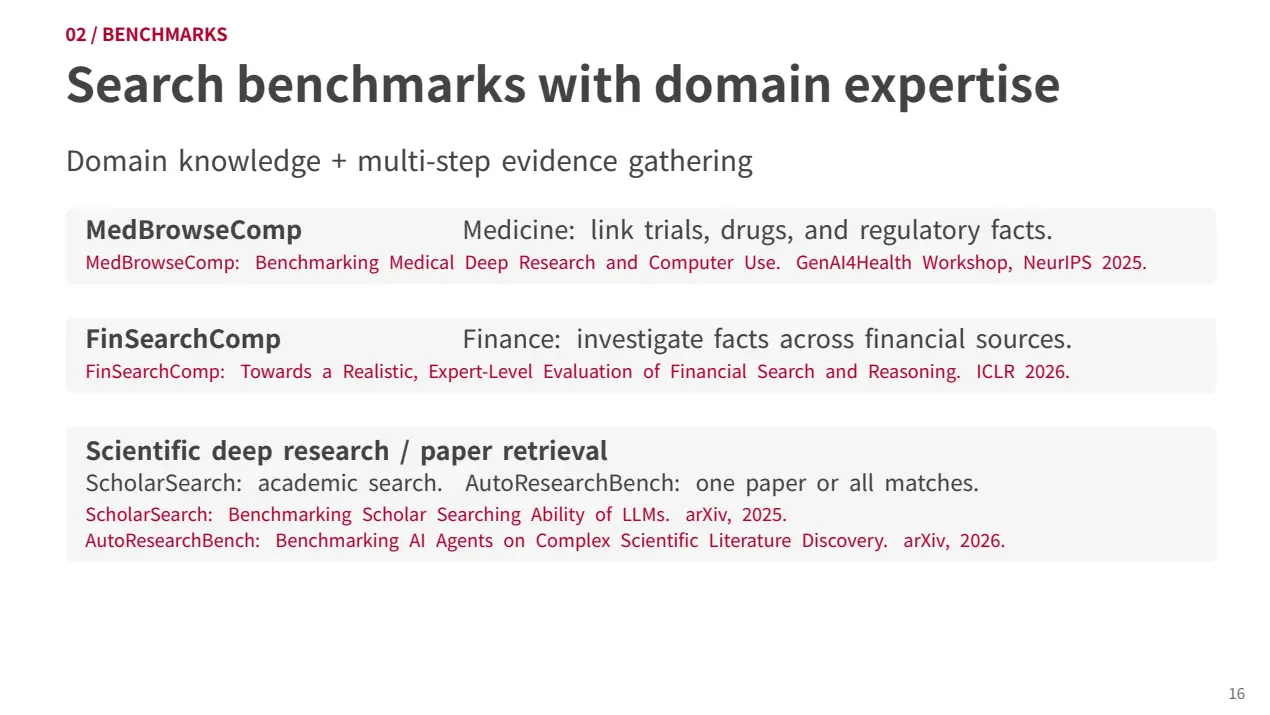 02 / BENCHMARKS
Search benchmarks with domain expertise
Domain knowledge + multi-step evidence gathering
MedBrowseComp Medicine: link trials, drugs, and regulatory facts.
MedBrowseComp: Benchmarking Medical Deep Research and Computer Use. GenAI4Health Workshop, NeurIPS 2025.
FinSearchComp Finance: investigate facts across financial sources.
FinSearchComp: Towards a Realistic, Expert-Level Evaluation of Financial Search and Reasoning. ICLR 2026.
Scientific deep research / paper retrieval
ScholarSearch: academic search. AutoResearchBench: one paper or all matches.
ScholarSearch: Benchmarking Scholar Searching Ability of LLMs. arXiv, 2025.
AutoResearchBench: Benchmarking AI Agents on Complex Scientific Literature Discovery. arXiv, 2026.
16